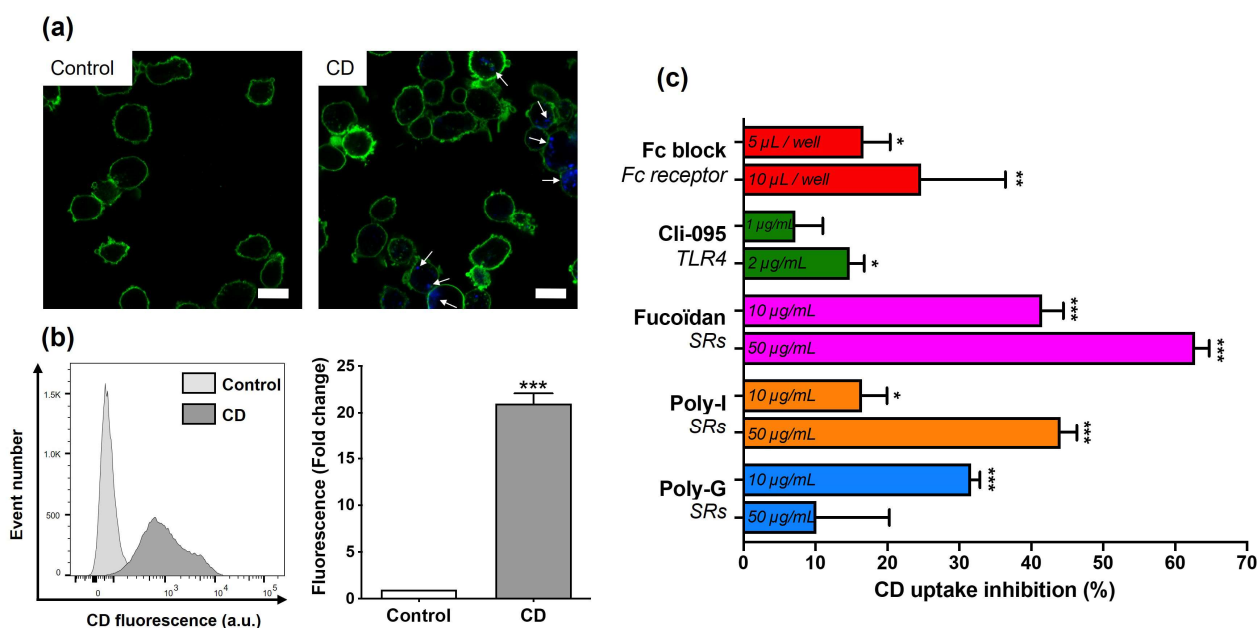 (a)
Control
CD
(b)
Event number
1.5K
1.0K
500
0
0
10³
10⁴
10⁵
CD fluorescence (a.u.)
Control
CD
Fluorescence (Fold change)
25
20
15
10
5
0
***
Control
CD
(c)
Fc block
Fc receptor
5 µL / well
*
10 µL / well
**
Cli-095
TLR4
1 µg/mL
2 µg/mL
*
Fucoïdan
SRs
10 µg/mL
***
50 µg/mL
***
Poly-I
SRs
10 µg/mL
*
50 µg/mL
***
Poly-G
SRs
10 µg/mL
***
50 µg/mL
0
10
20
30
40
50
60
70
CD uptake inhibition (%)